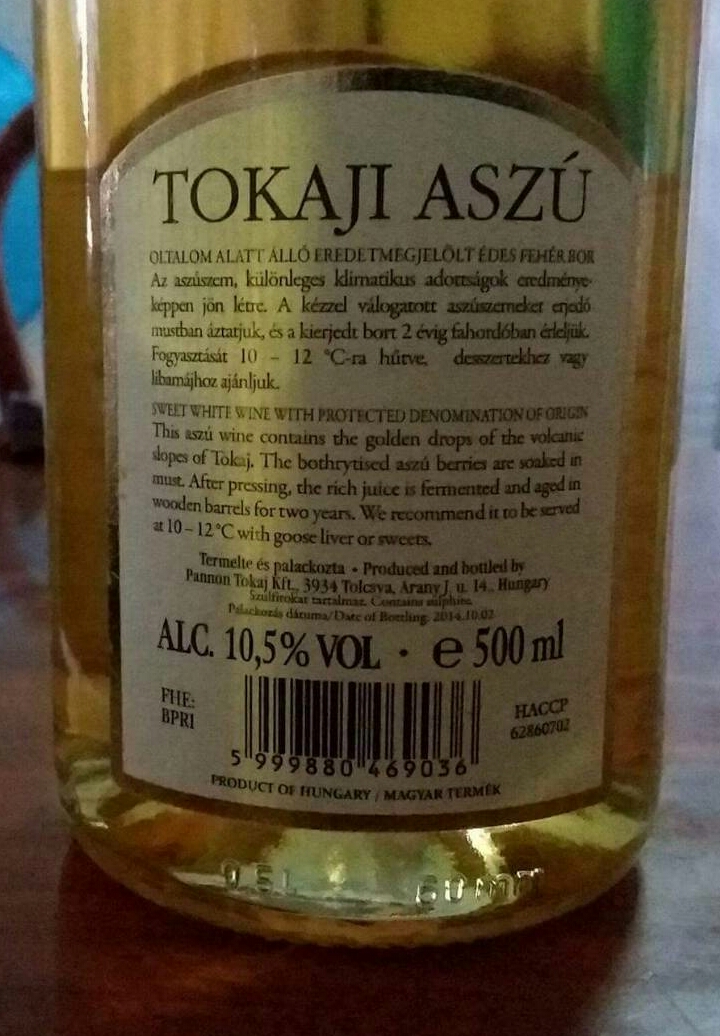 TOKAJI ASZÚ
OLTALOM ALATT ÁLLÓ EREDETMEGJELÖLT ÉDES FEHÉR BOR
Az aszúszem, különleges klimatikus adottságok eredmény-
képpen jön létre. A kézzel válogatott aszúszemeket erjedő
mustban áztatjuk, és a kierjedt bort 2 évig fahordóban érleljük.
Fogyasztását 10 – 12 °C-ra hűtve, desszertekhez vagy
libamájhoz ajánljuk.
SWEET WHITE WINE WITH PROTECTED DENOMINATION OF ORIGIN
This aszú wine contains the golden drops of the volcanic
slopes of Tokaj. The bothrytised aszú berries are soaked in
must. After pressing, the rich juice is fermented and aged in
wooden barrels for two years. We recommend it to be served
at 10 – 12 °C with goose liver or sweets.
Termelte és palackozta • Produced and bottled by
Pannon Tokaj Kft., 3934 Tolcsva, Arany J. u. 14., Hungary
Szulfitokat tartalmaz. Contains sulphite.
Palackozás dátuma/Date of Bottling: 2014.10.02
ALC. 10,5% VOL • e 500 ml
FHE:
BPRI
HACCP
62860702
5 999880 469036
PRODUCT OF HUNGARY / MAGYAR TERMÉK